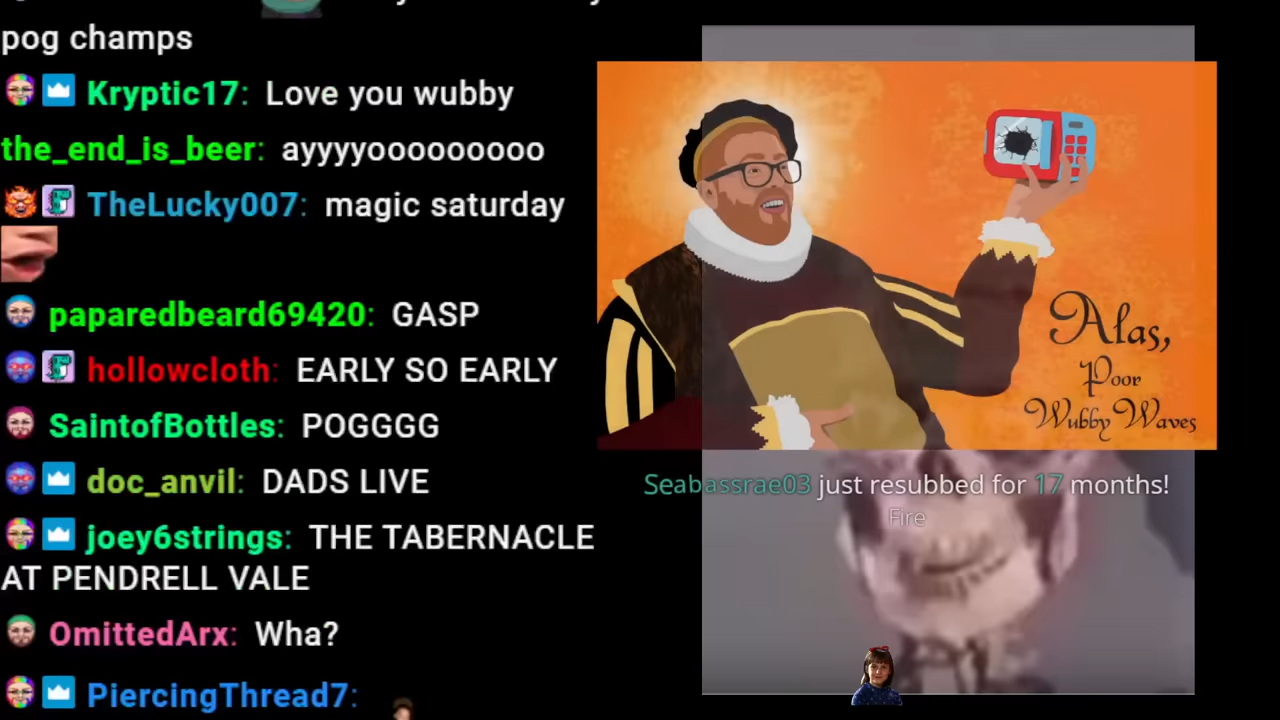 pog champs
Kryptic17: Love you wubby
the_end_is_beer: ayyyyooooooooo
TheLucky007: magic saturday
paparedbeard69420: GASP
hollowcloth: EARLY SO EARLY
SaintofBottles: POGGGG
doc_anvil: DADS LIVE
joey6strings: THE TABERNACLE
AT PENDRELL VALE
OmittedArx: Wha?
PiercingThread7:
Alas,
Poor
Wubby Waves
Seabassrae03 just resubbed for 17 months!
Fire